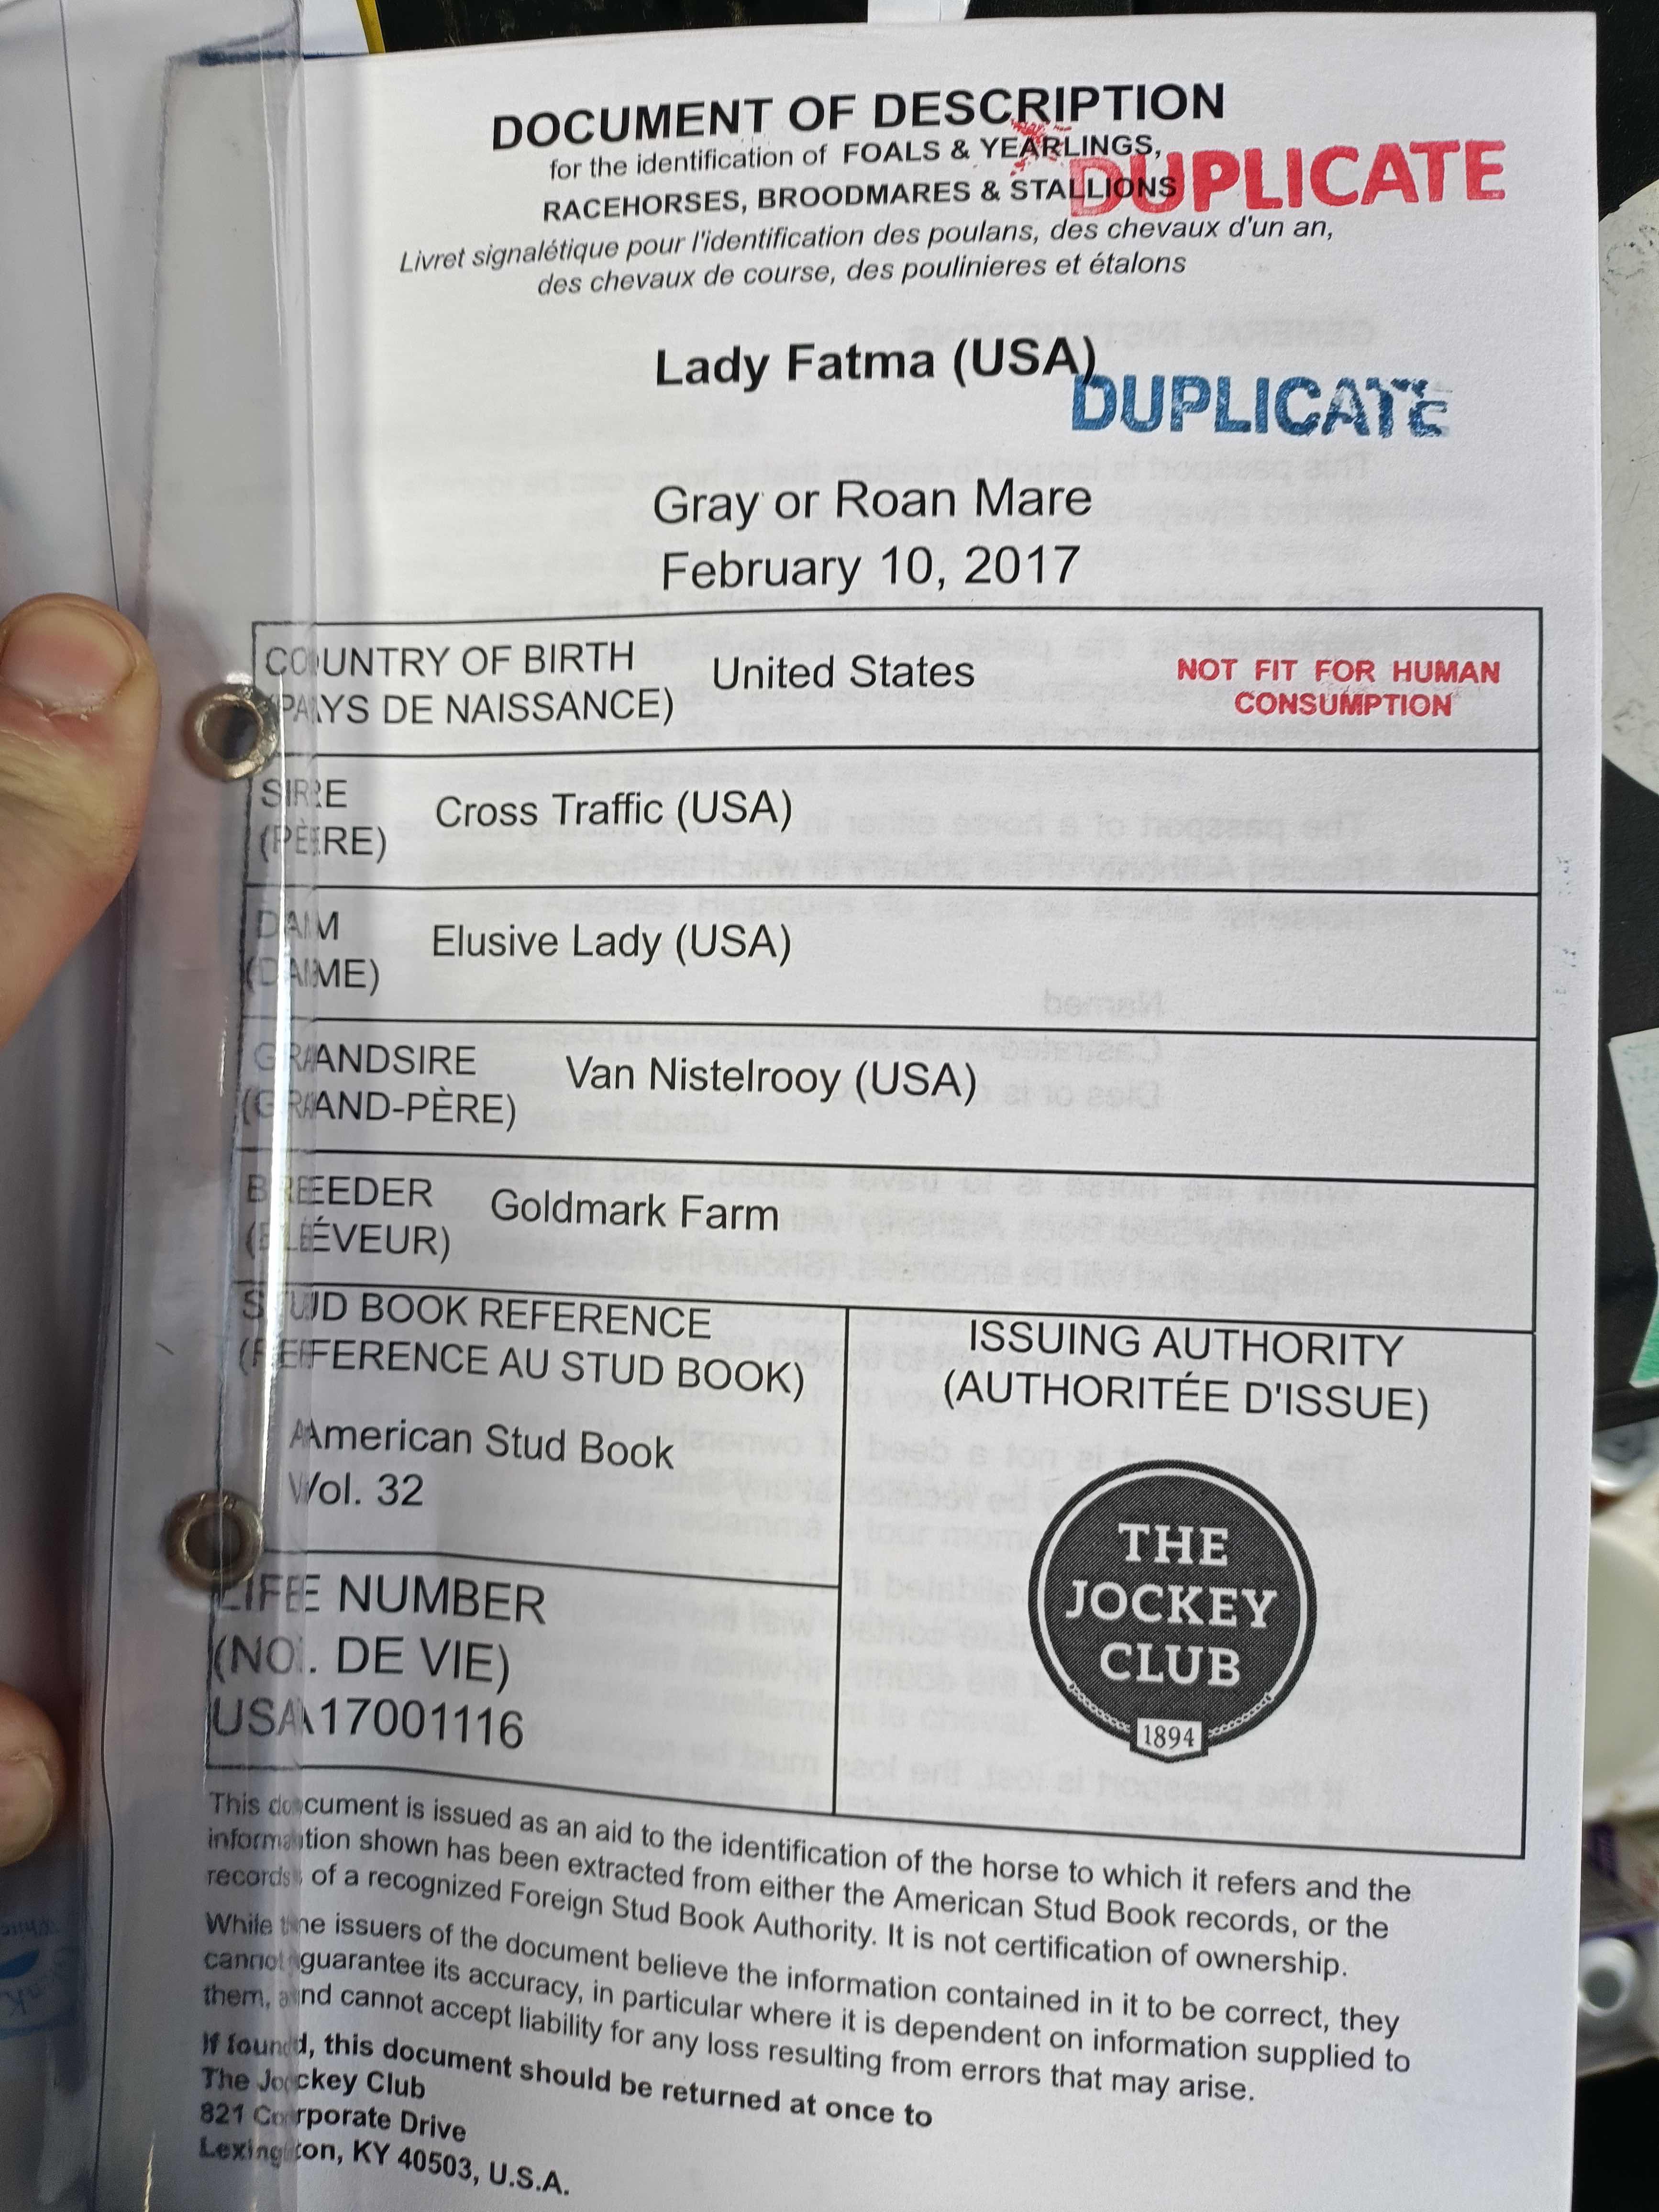 DOCUMENT OF DESCRIPTION
for the identification of FOALS & YEARLINGS,
RACEHORSES, BROODMARES & STALLIONS
DUPLICATE
Livret signalétique pour l'identification des poulans, des chevaux d'un an,
des chevaux de course, des poulinieres et étalons
Lady Fatma (USA)
DUPLICATE
Gray or Roan Mare
February 10, 2017
COUNTRY OF BIRTH
(PAYS DE NAISSANCE)
United States
NOT FIT FOR HUMAN
CONSUMPTION
SIRE
(PÈRE)
Cross Traffic (USA)
DAM
(DAME)
Elusive Lady (USA)
GRANDSIRE
(GRAND-PÈRE)
Van Nistelrooy (USA)
BREEDER
(ÉLÉVEUR)
Goldmark Farm
STUD BOOK REFERENCE
(REFERENCE AU STUD BOOK)
American Stud Book
Vol. 32
ISSUING AUTHORITY
(AUTHORITÉE D'ISSUE)
THE
JOCKEY
CLUB
1894
LIFE NUMBER
(NO. DE VIE)
USA17001116
This document is issued as an aid to the identification of the horse to which it refers and the
information shown has been extracted from either the American Stud Book records, or the
records of a recognized Foreign Stud Book Authority. It is not certification of ownership.
While the issuers of the document believe the information contained in it to be correct, they
cannot guarantee its accuracy, in particular where it is dependent on information supplied to
them, and cannot accept liability for any loss resulting from errors that may arise.
If found, this document should be returned at once to
The Jockey Club
821 Corporate Drive
Lexington, KY 40503, U.S.A.